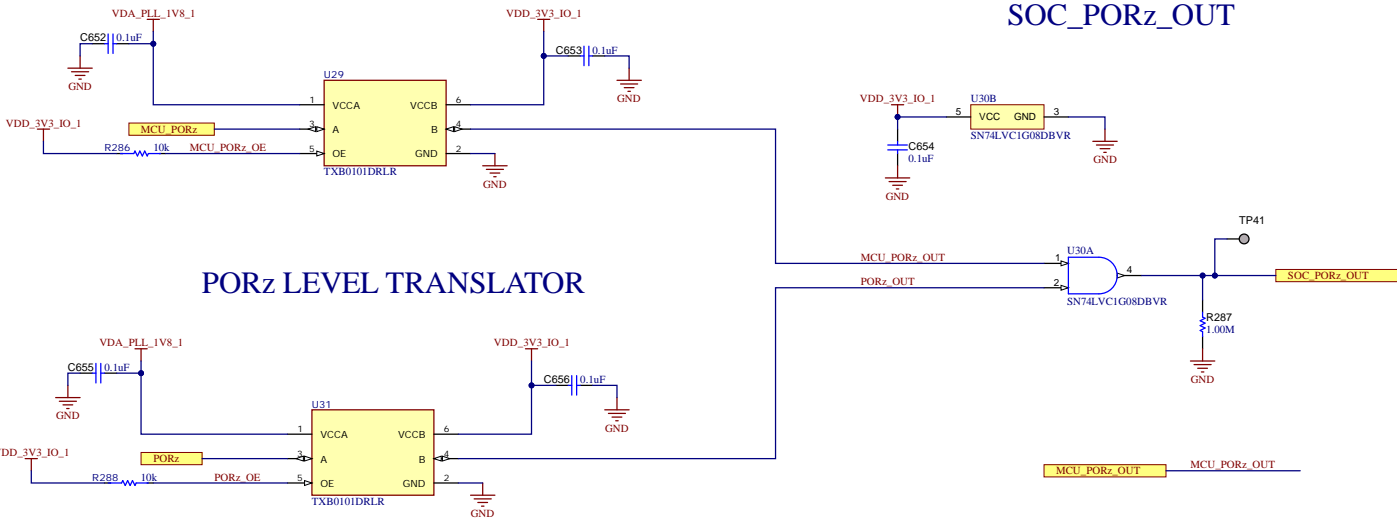 SOC_PORz_OUT
VDA_PLL_1V8_1
VDD_3V3_IO_1
C652
0.1uF
C653
0.1uF
GND
GND
U29
1
VCCA
VCCB
6
VDD_3V3_IO_1
MCU_PORz
3
A
B
4
R286
10k
MCU_PORz_OE
5
OE
GND
2
TXB0101DRLR
GND
VDD_3V3_IO_1
U30B
5
VCC
GND
3
SN74LVC1G08DBVR
C654
0.1uF
GND
GND
TP41
MCU_PORz_OUT
1
U30A
4
SOC_PORz_OUT
PORz_OUT
2
SN74LVC1G08DBVR
R287
1.00M
GND
PORz LEVEL TRANSLATOR
VDA_PLL_1V8_1
VDD_3V3_IO_1
C655
0.1uF
C656
0.1uF
GND
GND
U31
1
VCCA
VCCB
6
VDD_3V3_IO_1
PORz
3
A
B
4
R288
10k
PORz_OE
5
OE
GND
2
TXB0101DRLR
GND
MCU_PORz_OUT
MCU_PORz_OUT